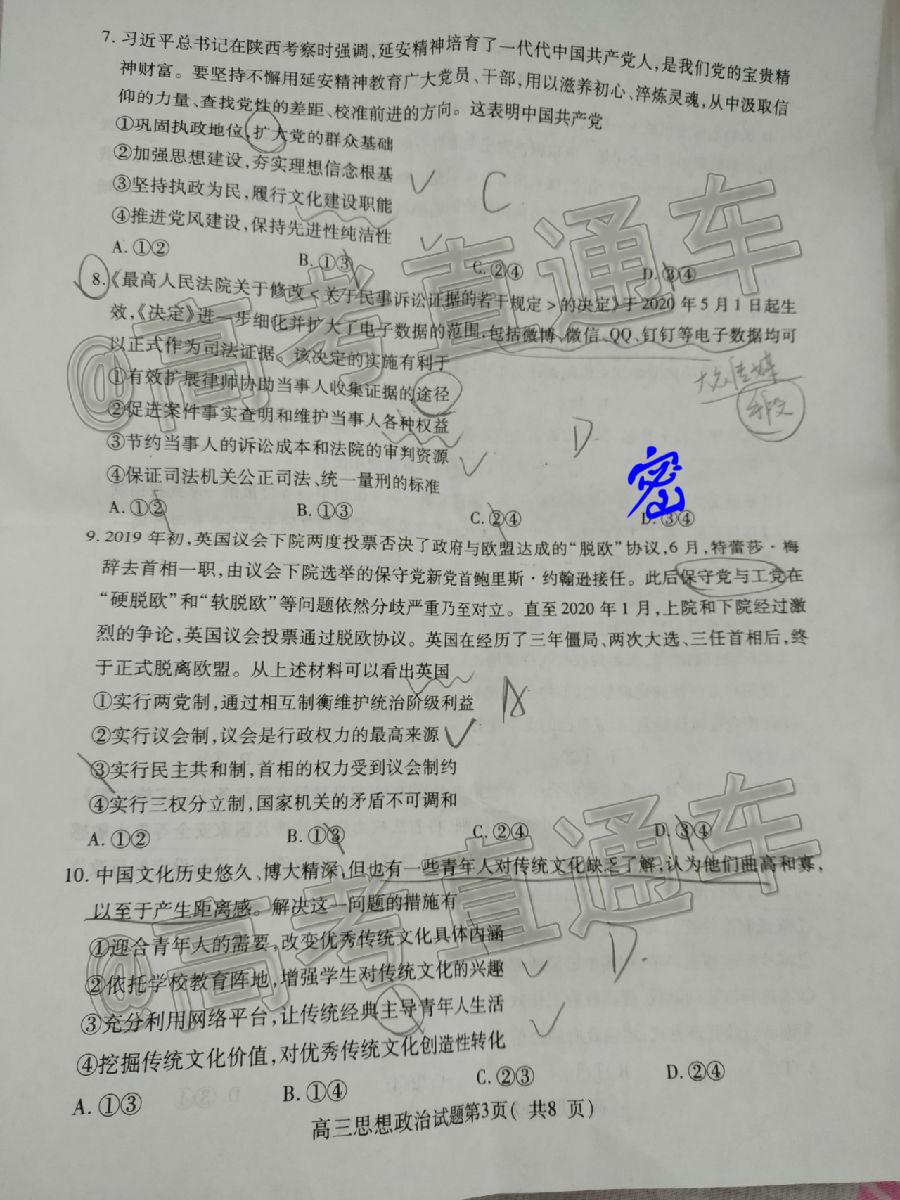 7. 习近平总书记在陕西考察时强调,延安精神培育了一代代中国共产党人,是我们党的宝贵精
神财富。要坚持不懈用延安精神教育广大党员、干部,用以滋养初心、淬炼灵魂,从中汲取信
仰的力量、查找党性的差距、校准前进的方向。这表明中国共产党
①巩固执政地位,扩大党的群众基础
②加强思想建设,夯实理想信念根基
③坚持执政为民,履行文化建设职能
C
④推进党风建设,保持先进性纯洁性
A. ①② B. ①③ C. ②④ D. ③④
8. 《最高人民法院关于修改<关于民事诉讼证据的若干规定>的决定》于2020年5月1日起生
效,《决定》进一步细化并扩大了电子数据的范围,包括微博、微信、QQ、钉钉等电子数据均可
以正式作为司法证据。该决定的实施有利于
①有效扩展律师协助当事人收集证据的途径
②促进案件事实查明和维护当事人各种权益
③节约当事人的诉讼成本和法院的审判资源
D
④保证司法机关公正司法、统一量刑的标准
密
A. ①② B. ①③ C. ②④ D. ③④
9. 2019年初,英国议会下院两度投票否决了政府与欧盟达成的“脱欧”协议,6月,特蕾莎·梅
辞去首相一职,由议会下院选举的保守党新党首鲍里斯·约翰逊接任。此后保守党与工党在
“硬脱欧”和“软脱欧”等问题依然分歧严重乃至对立。直至2020年1月,上院和下院经过激
烈的争论,英国议会投票通过脱欧协议。英国在经历了三年僵局、两次大选、三任首相后,终
于正式脱离欧盟。从上述材料可以看出英国
①实行两党制,通过相互制衡维护统治阶级利益
②实行议会制,议会是行政权力的最高来源
③实行民主共和制,首相的权力受到议会制约
④实行三权分立制,国家机关的矛盾不可调和
A. ①② B. ①③ C. ②④ D. ③④
10. 中国文化历史悠久、博大精深,但也有一些青年人对传统文化缺乏了解,认为他们曲高和寡,
以至于产生距离感。解决这一问题的措施有
①迎合青年人的需要,改变优秀传统文化具体内涵
②依托学校教育阵地,增强学生对传统文化的兴趣
D.
③充分利用网络平台,让传统经典主导青年人生活
④挖掘传统文化价值,对优秀传统文化创造性转化
A. ①③ B. ①④ C. ②③ D. ②④
高三思想政治试题第3页( 共8 页)
@高考直通车
@高考直通车